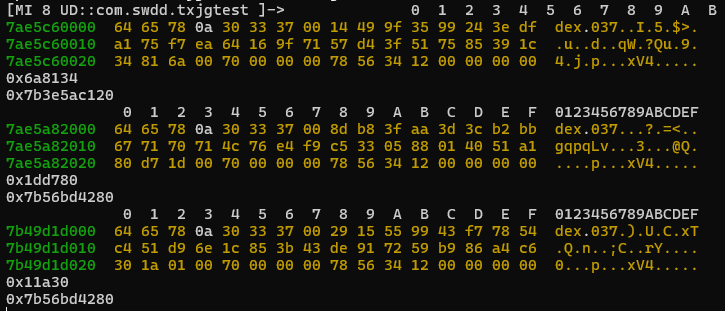 [MI 8 UD::com.swdd.txjgtest ]-> 0 1 2 3 4 5 6 7 8 9 A B
7ae5c60000 64 65 78 0a 30 33 37 00 14 49 9f 35 99 24 3e df dex.037..I.5.$>.
7ae5c60010 a1 75 f7 ea 64 16 9f 71 57 d4 3f 51 75 85 39 1c .u..d..qW.?Qu.9.
7ae5c60020 34 81 6a 00 70 00 00 00 78 56 34 12 00 00 00 00 4.j.p...xV4.....
0x6a8134
0x7b3e5ac120
0 1 2 3 4 5 6 7 8 9 A B C D E F 0123456789ABCDEF
7ae5a82000 64 65 78 0a 30 33 37 00 8d b8 3f aa 3d 3c b2 bb dex.037...?.=<..
7ae5a82010 67 71 70 71 4c 76 e4 f9 c5 33 05 88 01 40 51 a1 gqpqLv...3...@Q.
7ae5a82020 80 d7 1d 00 70 00 00 00 78 56 34 12 00 00 00 00 ....p...xV4.....
0x1dd780
0x7b56bd4280
0 1 2 3 4 5 6 7 8 9 A B C D E F 0123456789ABCDEF
7b49d1d000 64 65 78 0a 30 33 37 00 29 15 55 99 43 f7 78 54 dex.037.).U.C.xT
7b49d1d010 c4 51 d9 6e 1c 85 3b 43 de 91 72 59 b9 86 a4 c6 .Q.n..;C..rY....
7b49d1d020 30 1a 01 00 70 00 00 00 78 56 34 12 00 00 00 00 0...p...xV4.....
0x11a30
0x7b56bd4280